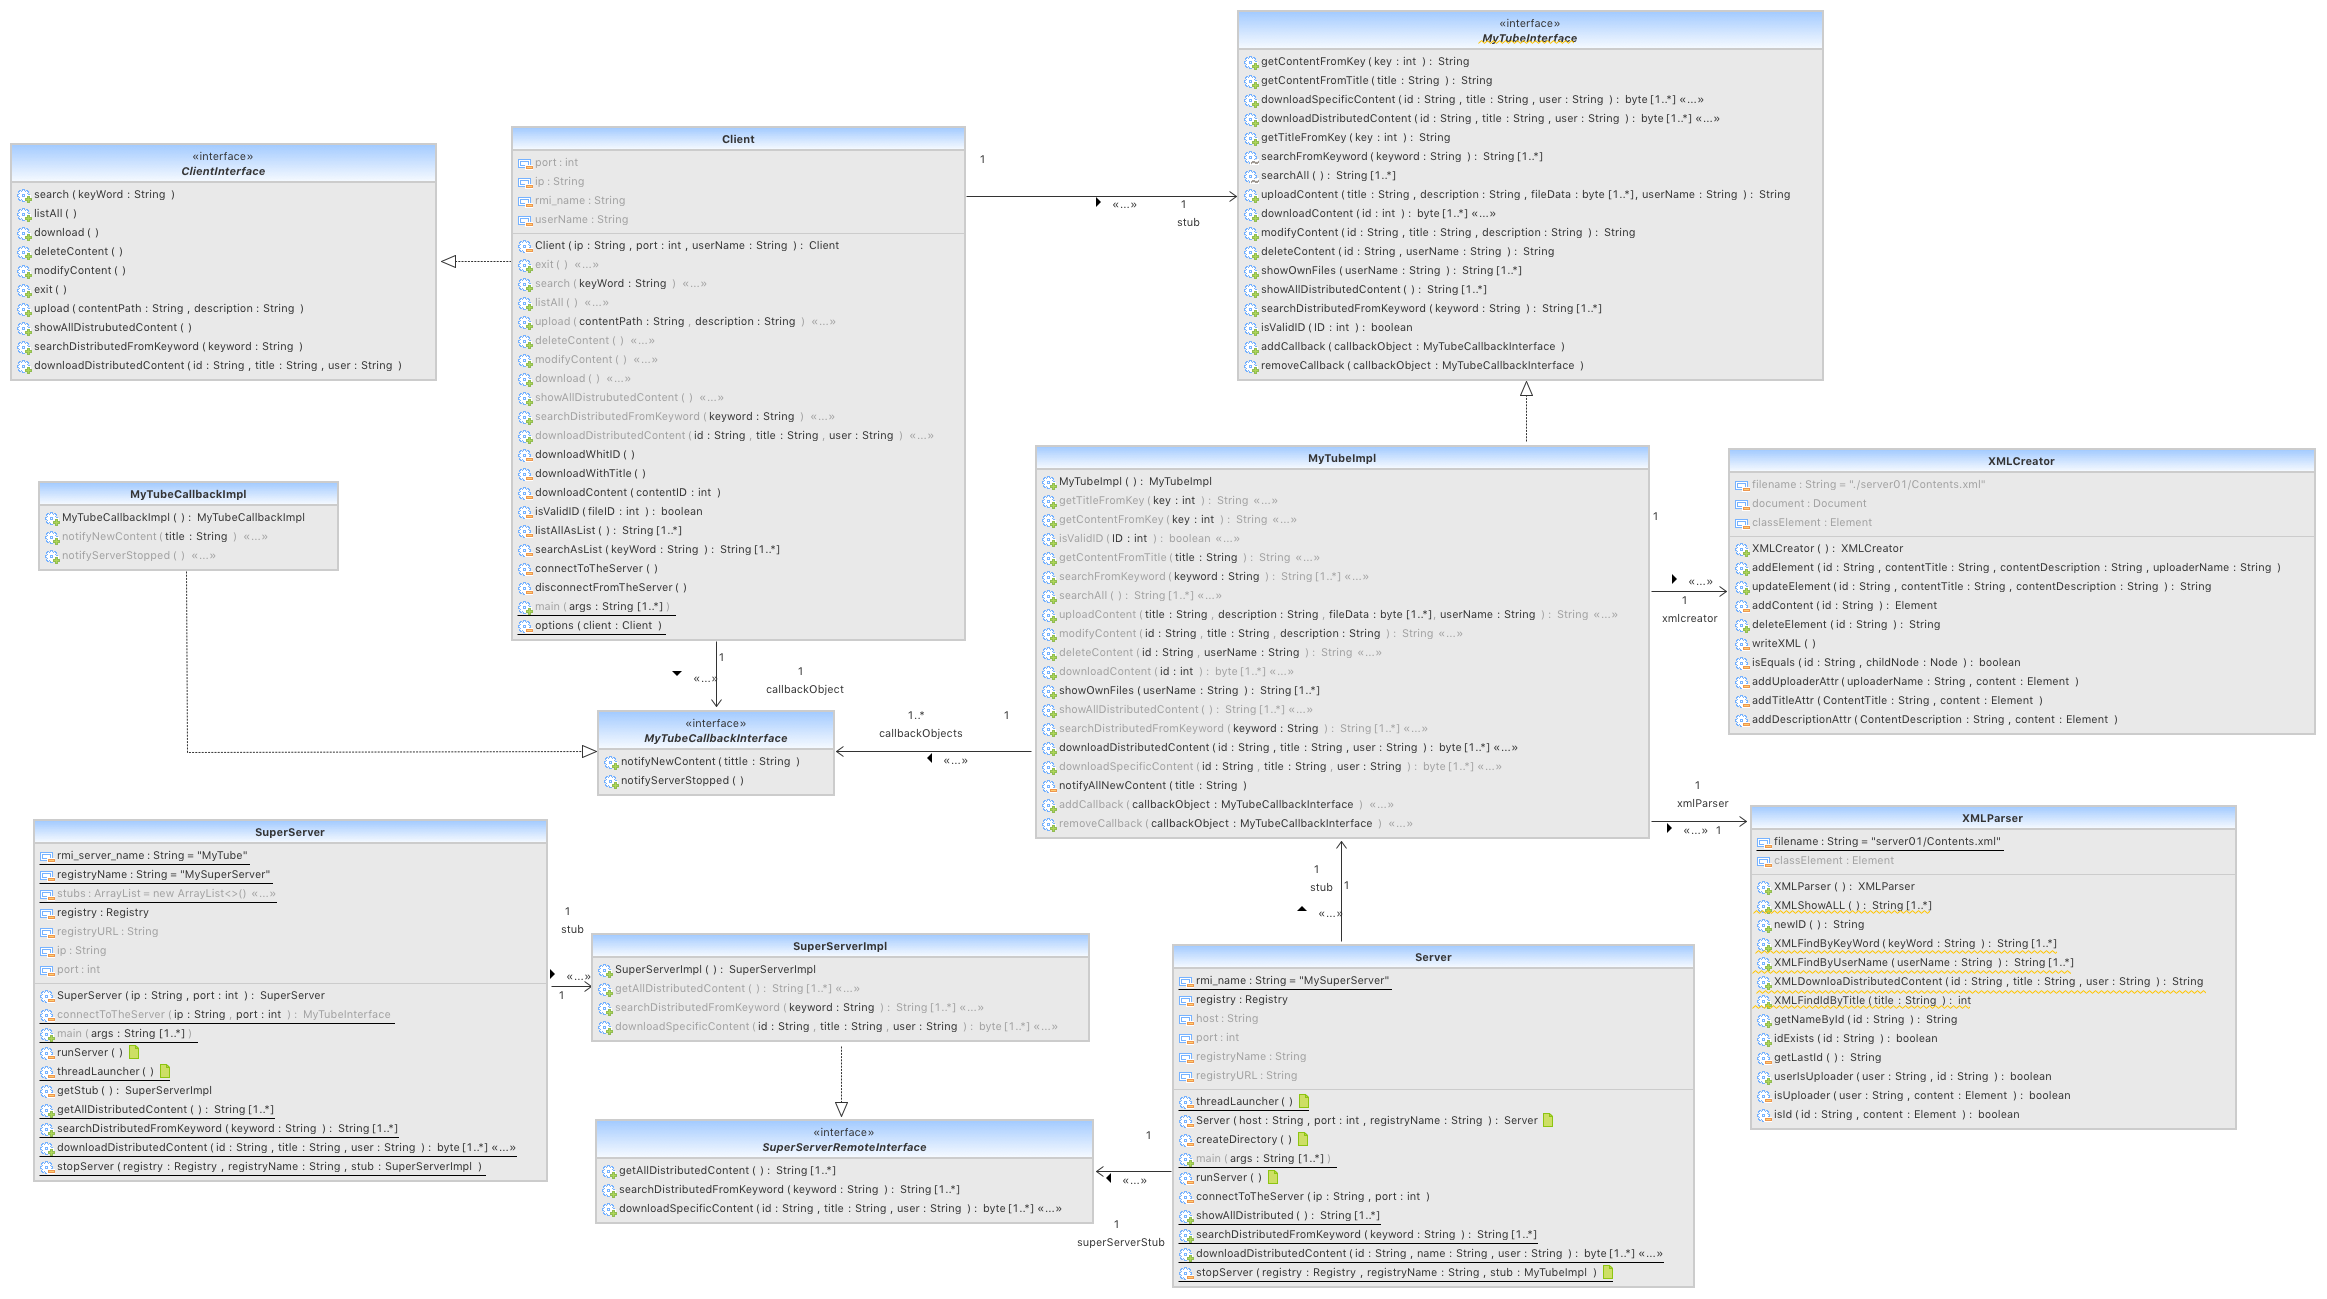 «interface»
MyTubeInterface
getContentFromKey ( key : int ) : String
getContentFromTitle ( title : String ) : String
downloadSpecificContent ( id : String , title : String , user : String ) : byte [1..*] «...»
downloadDistributedContent ( id : String , title : String , user : String ) : byte [1..*] «...»
getTitleFromKey ( key : int ) : String
searchFromKeyword ( keyword : String ) : String [1..*]
searchAll ( ) : String [1..*]
uploadContent ( title : String , description : String , fileData : byte [1..*], userName : String ) : String
downloadContent ( id : int ) : byte [1..*] «...»
modifyContent ( id : String , title : String , description : String ) : String
deleteContent ( id : String , userName : String ) : String
showOwnFiles ( userName : String ) : String [1..*]
showAllDistributedContent ( ) : String [1..*]
searchDistributedFromKeyword ( keyword : String ) : String [1..*]
isValidID ( ID : int ) : boolean
addCallback ( callbackObject : MyTubeCallbackInterface )
removeCallback ( callbackObject : MyTubeCallbackInterface )
«interface»
ClientInterface
search ( keyWord : String )
listAll ( )
download ( )
deleteContent ( )
modifyContent ( )
exit ( )
upload ( contentPath : String , description : String )
showAllDistrubutedContent ( )
searchDistributedFromKeyword ( keyword : String )
downloadDistributedContent ( id : String , title : String , user : String )
Client
port : int
ip : String
rmi_name : String
userName : String
Client ( ip : String , port : int , userName : String ) : Client
exit ( ) «...»
search ( keyWord : String ) «...»
listAll ( ) «...»
upload ( contentPath : String , description : String ) «...»
deleteContent ( ) «...»
modifyContent ( ) «...»
download ( ) «...»
showAllDistrubutedContent ( ) «...»
searchDistributedFromKeyword ( keyword : String ) «...»
downloadDistributedContent ( id : String , title : String , user : String ) «...»
downloadWhitID ( )
downloadWithTitle ( )
downloadContent ( contentID : int )
isValidID ( fileID : int ) : boolean
listAllAsList ( ) : String [1..*]
searchAsList ( keyWord : String ) : String [1..*]
connectToTheServer ( )
disconnectFromTheServer ( )
main ( args : String [1..*] )
options ( client : Client )
1
«...»
1
stub
MyTubeCallbackImpl
MyTubeCallbackImpl ( ) : MyTubeCallbackImpl
notifyNewContent ( title : String ) «...»
notifyServerStopped ( ) «...»
1
«...»
1
callbackObject
«interface»
MyTubeCallbackInterface
notifyNewContent ( tittle : String )
notifyServerStopped ( )
1..*
callbackObjects
1
«...»
MyTubeImpl
MyTubeImpl ( ) : MyTubeImpl
getTitleFromKey ( key : int ) : String «...»
getContentFromKey ( key : int ) : String «...»
isValidID ( ID : int ) : boolean «...»
getContentFromTitle ( title : String ) : String «...»
searchFromKeyword ( keyword : String ) : String [1..*] «...»
searchAll ( ) : String [1..*] «...»
uploadContent ( title : String , description : String , fileData : byte [1..*], userName : String ) : String «...»
modifyContent ( id : String , title : String , description : String ) : String «...»
deleteContent ( id : String , userName : String ) : String «...»
downloadContent ( id : int ) : byte [1..*] «...»
showOwnFiles ( userName : String ) : String [1..*]
showAllDistributedContent ( ) : String [1..*] «...»
searchDistributedFromKeyword ( keyword : String ) : String [1..*] «...»
downloadDistributedContent ( id : String , title : String , user : String ) : byte [1..*] «...»
downloadSpecificContent ( id : String , title : String , user : String ) : byte [1..*] «...»
notifyAllNewContent ( title : String )
addCallback ( callbackObject : MyTubeCallbackInterface ) «...»
removeCallback ( callbackObject : MyTubeCallbackInterface ) «...»
1
«...»
1
xmlcreator
XMLCreator
filename : String = "./server01/Contents.xml"
document : Document
classElement : Element
XMLCreator ( ) : XMLCreator
addElement ( id : String , contentTitle : String , contentDescription : String , uploaderName : String )
updateElement ( id : String , contentTitle : String , contentDescription : String ) : String
addContent ( id : String ) : Element
deleteElement ( id : String ) : String
writeXML ( )
isEquals ( id : String , childNode : Node ) : boolean
addUploaderAttr ( uploaderName : String , content : Element )
addTitleAttr ( ContentTitle : String , content : Element )
addDescriptionAttr ( ContentDescription : String , content : Element )
1
xmlParser
«...» 1
XMLParser
filename : String = "server01/Contents.xml"
classElement : Element
XMLParser ( ) : XMLParser
XMLShowALL ( ) : String [1..*]
newID ( ) : String
XMLFindByKeyWord ( keyWord : String ) : String [1..*]
XMLFindByUserName ( userName : String ) : String [1..*]
XMLDownloaDistributedContent ( id : String , title : String , user : String ) : String
XMLFindIdByTitle ( title : String ) : int
getNameById ( id : String ) : String
idExists ( id : String ) : boolean
getLastId ( ) : String
userIsUploader ( user : String , id : String ) : boolean
isUploader ( user : String , content : Element ) : boolean
isId ( id : String , content : Element ) : boolean
SuperServer
rmi_server_name : String = "MyTube"
registryName : String = "MySuperServer"
stubs : ArrayList = new ArrayList<>() «...»
registry : Registry
registryURL : String
ip : String
port : int
SuperServer ( ip : String , port : int ) : SuperServer
connectToTheServer ( ip : String , port : int ) : MyTubeInterface
main ( args : String [1..*] )
runServer ( )
threadLauncher ( )
getStub ( ) : SuperServerImpl
getAllDistributedContent ( ) : String [1..*]
searchDistributedFromKeyword ( keyword : String ) : String [1..*]
downloadDistributedContent ( id : String , title : String , user : String ) : byte [1..*] «...»
stopServer ( registry : Registry , registryName : String , stub : SuperServerImpl )
1
stub
«...»
1
SuperServerImpl
SuperServerImpl ( ) : SuperServerImpl
getAllDistributedContent ( ) : String [1..*] «...»
searchDistributedFromKeyword ( keyword : String ) : String [1..*] «...»
downloadSpecificContent ( id : String , title : String , user : String ) : byte [1..*] «...»
«interface»
SuperServerRemoteInterface
getAllDistributedContent ( ) : String [1..*]
searchDistributedFromKeyword ( keyword : String ) : String [1..*]
downloadSpecificContent ( id : String , title : String , user : String ) : byte [1..*] «...»
1
stub
1
«...»
1
«...»
1
superServerStub
Server
rmi_name : String = "MySuperServer"
registry : Registry
host : String
port : int
registryName : String
registryURL : String
threadLauncher ( )
Server ( host : String , port : int , registryName : String ) : Server
createDirectory ( )
main ( args : String [1..*] )
runServer ( )
connectToTheServer ( ip : String , port : int )
showAllDistributed ( ) : String [1..*]
searchDistributedFromKeyword ( keyword : String ) : String [1..*]
downloadDistributedContent ( id : String , name : String , user : String ) : byte [1..*] «...»
stopServer ( registry : Registry , registryName : String , stub : MyTubeImpl )